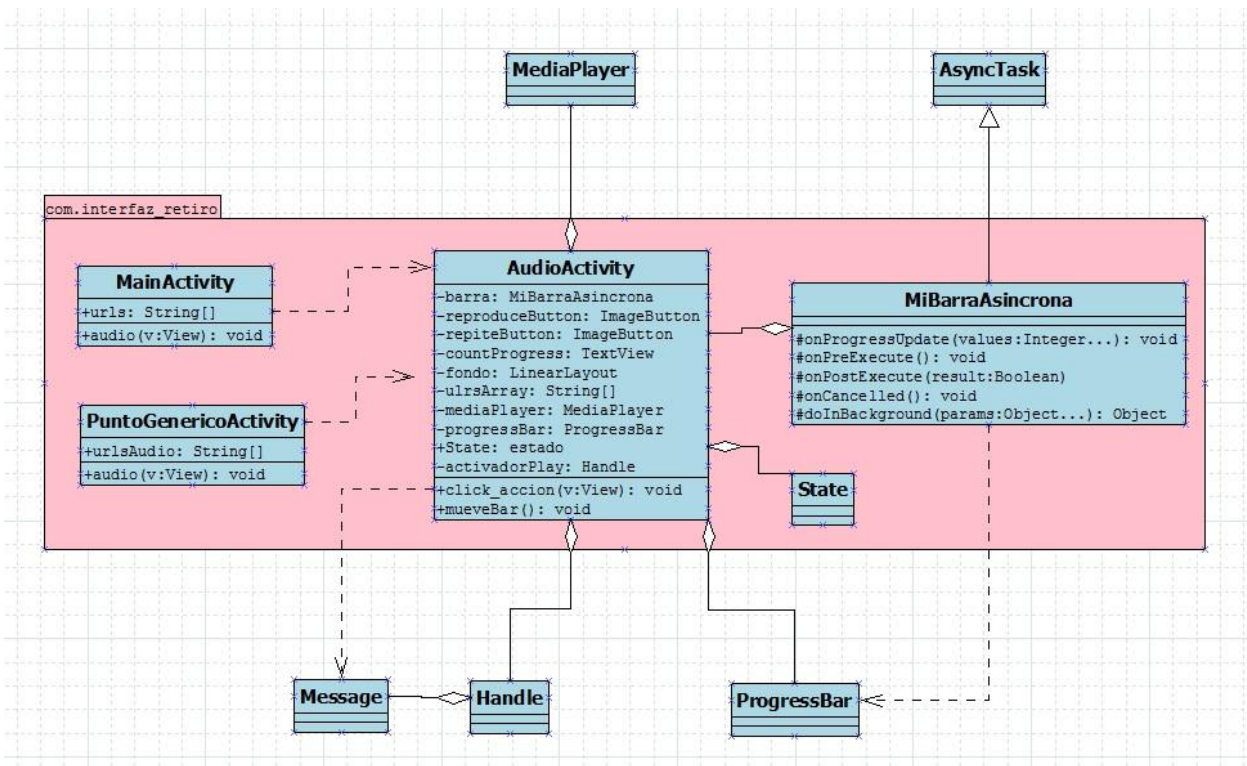 MediaPlayer
AsyncTask
com.interfaz_retiro
MainActivity
+urls: String[]
+audio(v:View): void
PuntoGenericoActivity
+urlsAudio: String[]
+audio(v:View): void
AudioActivity
-barra: MiBarraAsincrona
-reproduceButton: ImageButton
-repiteButton: ImageButton
-countProgress: TextView
-fondo: LinearLayout
-ulrsArray: String[]
-mediaPlayer: MediaPlayer
-progressBar: ProgressBar
+State: estado
-activadorPlay: Handle
+click_accion(v:View): void
+mueveBar(): void
MiBarraAsincrona
#onProgressUpdate(values:Integer...): void
#onPreExecute(): void
#onPostExecute(result:Boolean)
#onCancelled(): void
#doInBackground(params:Object...): Object
State
Message
Handle
ProgressBar